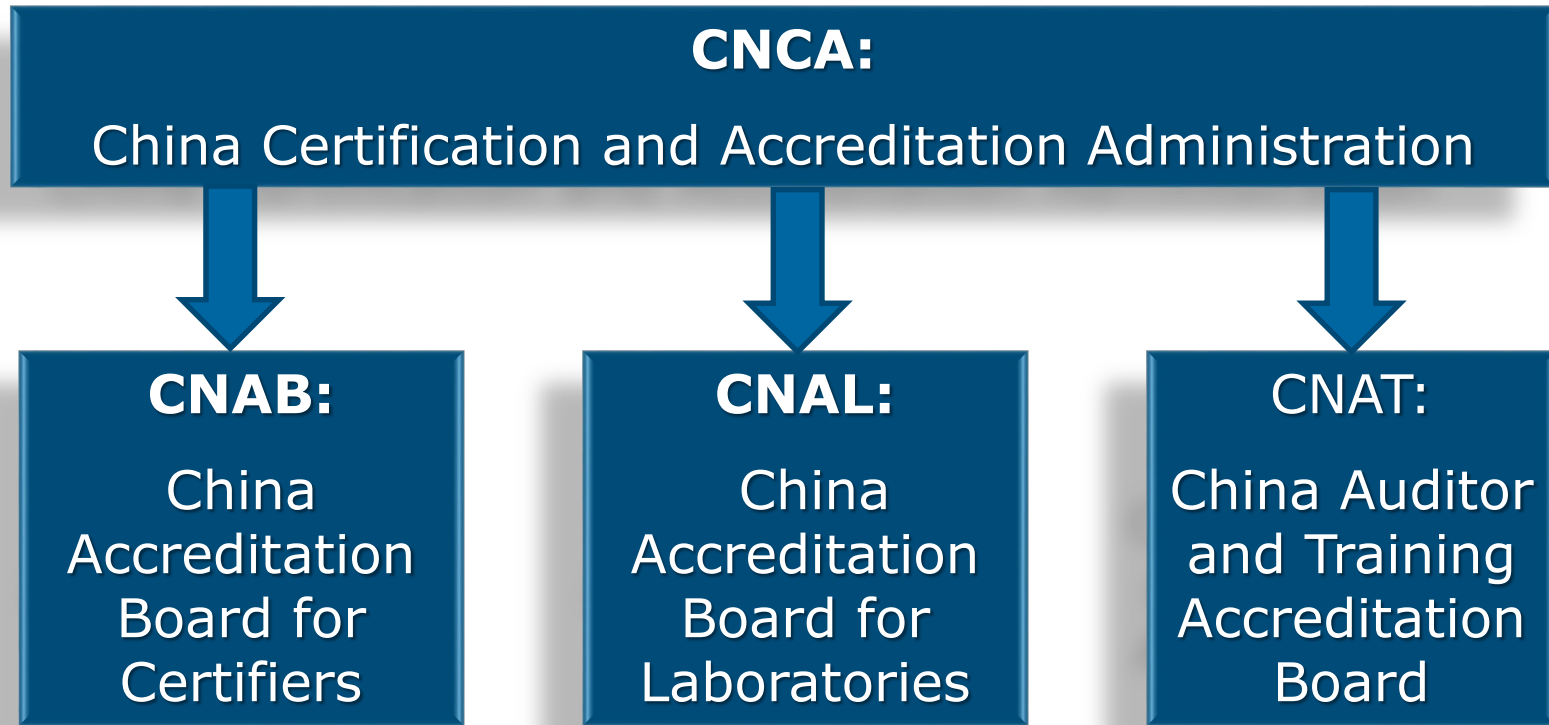 CNCA:
China Certification and Accreditation Administration
CNAB:
China
Accreditation
Board for
Certifiers
CNAL:
China
Accreditation
Board for
Laboratories
CNAT:
China Auditor
and Training
Accreditation
Board